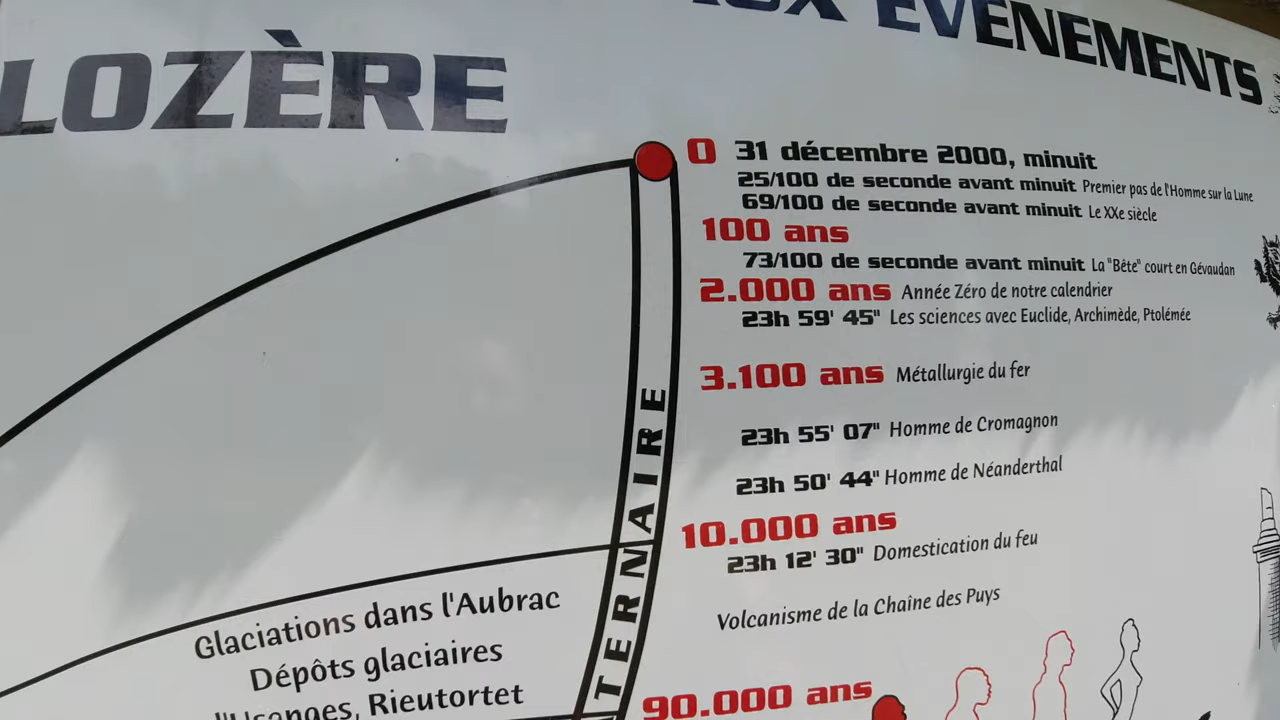 LOZÈRE
ÉVÉNEMENTS
0 31 décembre 2000, minuit
25/100 de seconde avant minuit Premier pas de l'Homme sur la Lune
69/100 de seconde avant minuit Le XXe siècle
100 ans
73/100 de seconde avant minuit La "Bête" court en Gévaudan
2.000 ans Année Zéro de notre calendrier
23h 59' 45" Les sciences avec Euclide, Archimède, Ptolémée
3.100 ans Métallurgie du fer
23h 55' 07" Homme de Cromagnon
23h 50' 44" Homme de Néanderthal
10.000 ans
23h 12' 30" Domestication du feu
Volcanisme de la Chaîne des Puys
90.000 ans
TERNAIRE
Glaciations dans l'Aubrac
Dépôts glaciaires
Rieutortet